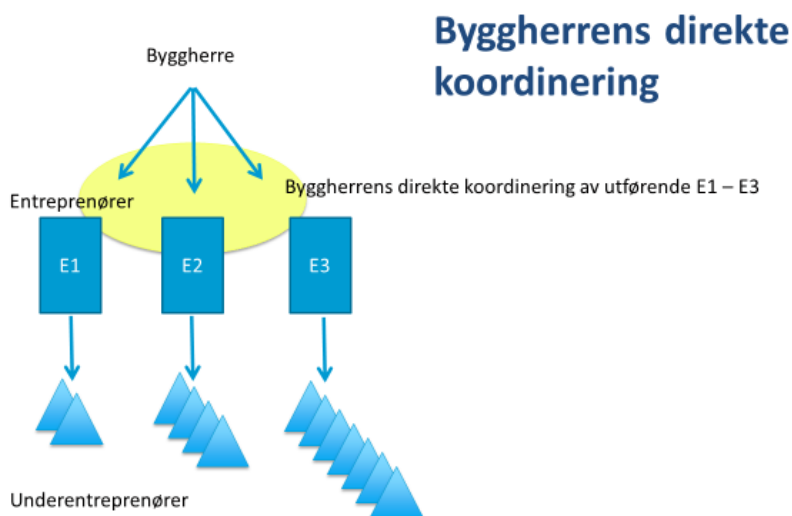 Byggherrens direkte
koordinering
Byggherre
Byggherrens direkte koordinering av utførende E1 – E3
Entreprenører
E1
E2
E3
Underentreprenører